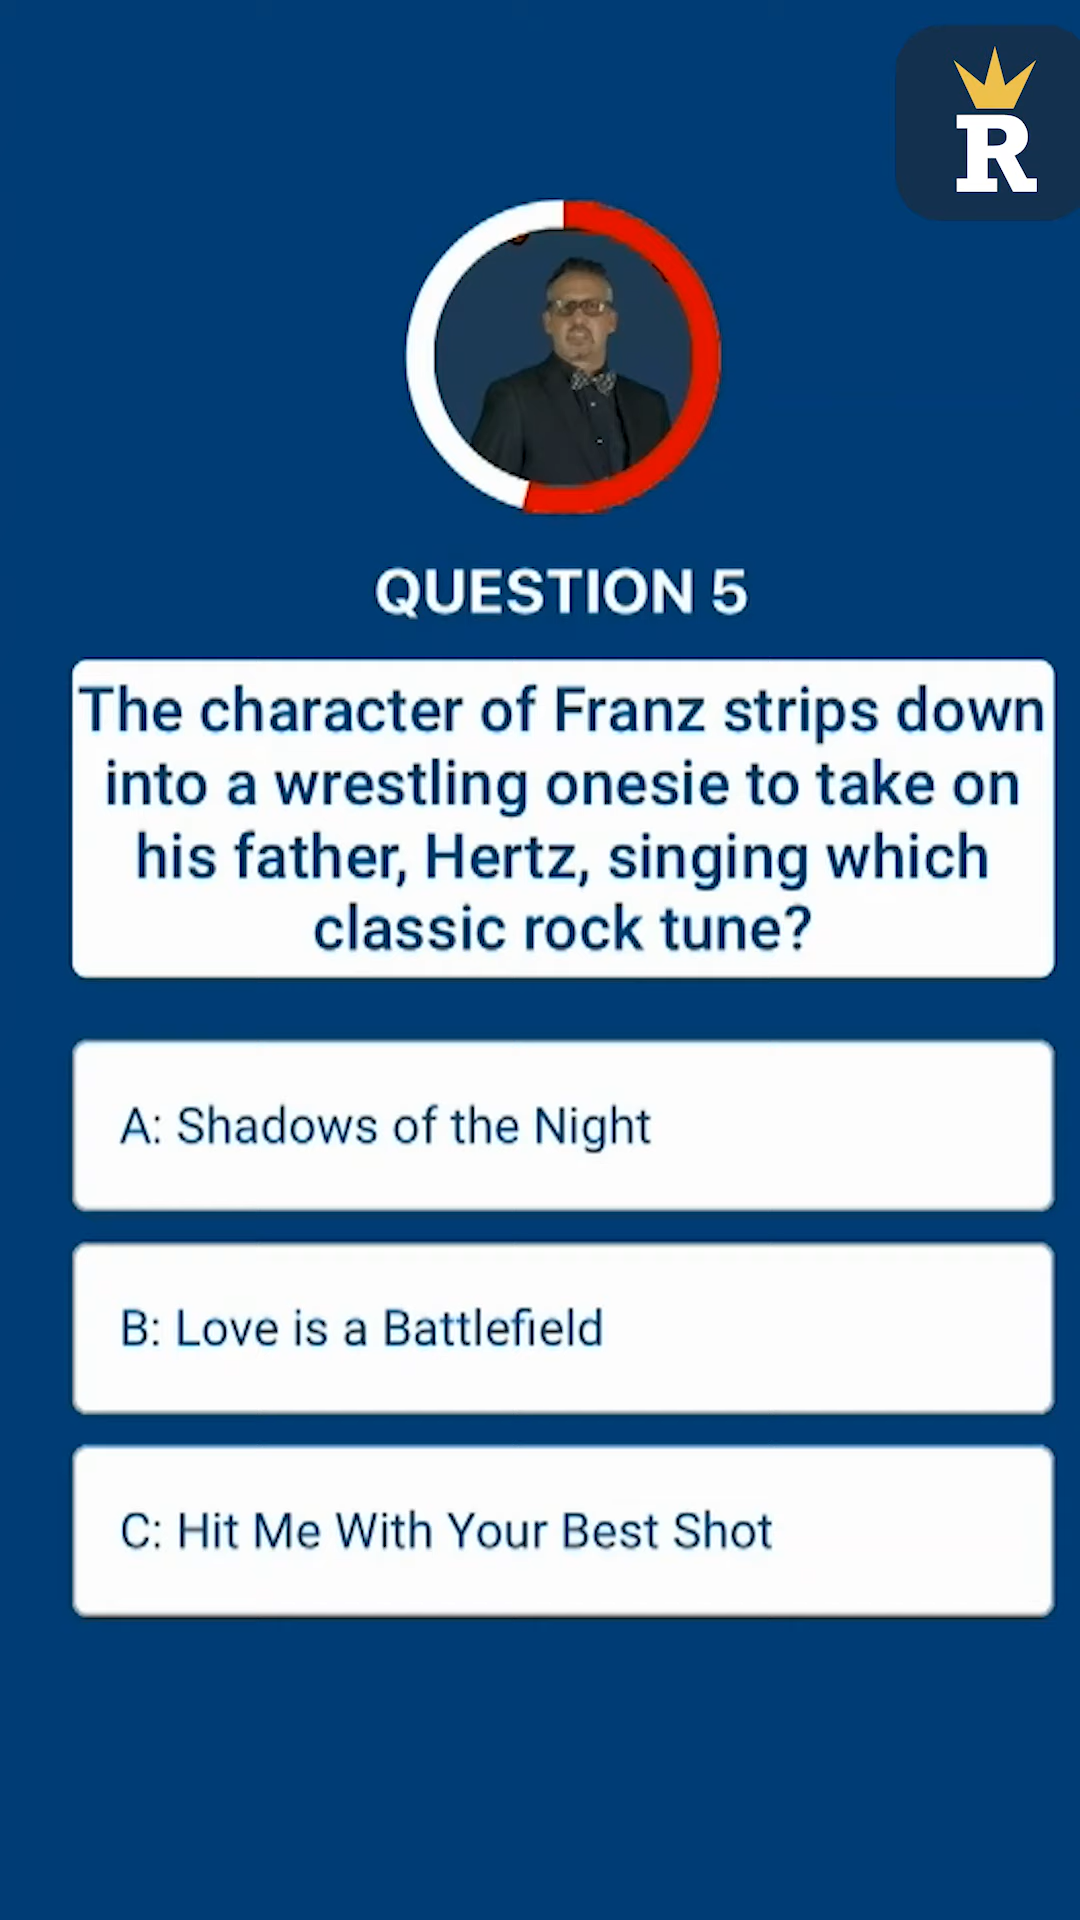 R
QUESTION 5
The character of Franz strips down
into a wrestling onesie to take on
his father, Hertz, singing which
classic rock tune?
A: Shadows of the Night
B: Love is a Battlefield
C: Hit Me With Your Best Shot